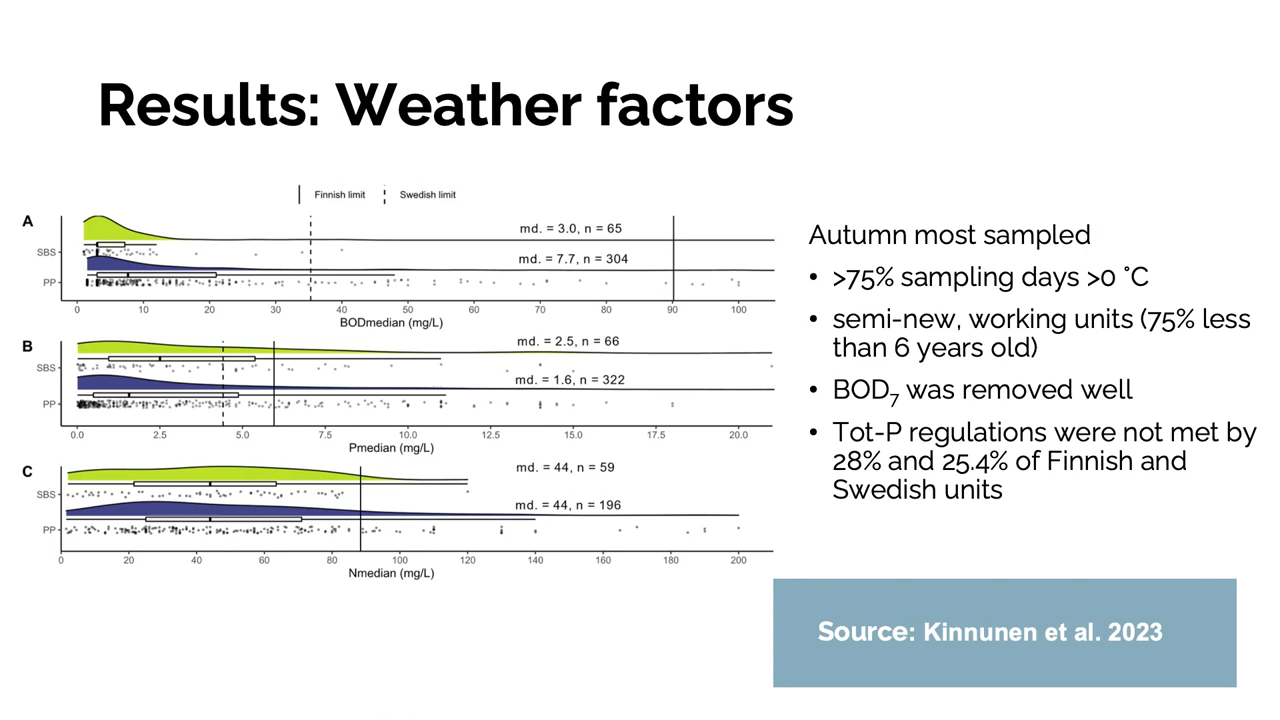 Results: Weather factors
Finnish limit
Swedish limit
A
md. = 3.0, n = 65
SBS
md. = 7.7, n = 304
PP
0 10 20 30 40 50 60 70 80 90 100
BODmedian (mg/L)
B
md. = 2.5, n = 66
SBS
md. = 1.6, n = 322
PP
0.0 2.5 5.0 7.5 10.0 12.5 15.0 17.5 20.0
Pmedian (mg/L)
C
md. = 44, n = 59
SBS
md. = 44, n = 196
PP
0 20 40 60 80 100 120 140 160 180 200
Nmedian (mg/L)
Autumn most sampled
• >75% sampling days >0 °C
• semi-new, working units (75% less
than 6 years old)
• BOD₇ was removed well
• Tot-P regulations were not met by
28% and 25.4% of Finnish and
Swedish units
Source: Kinnunen et al. 2023